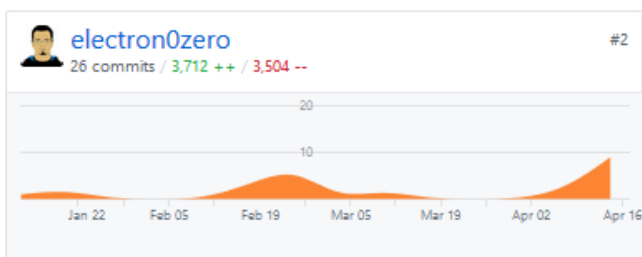 electron0zero #2
26 commits / 3,712 ++ / 3,504 --
20
10
Jan 22 Feb 05 Feb 19 Mar 05 Mar 19 Apr 02 Apr 16